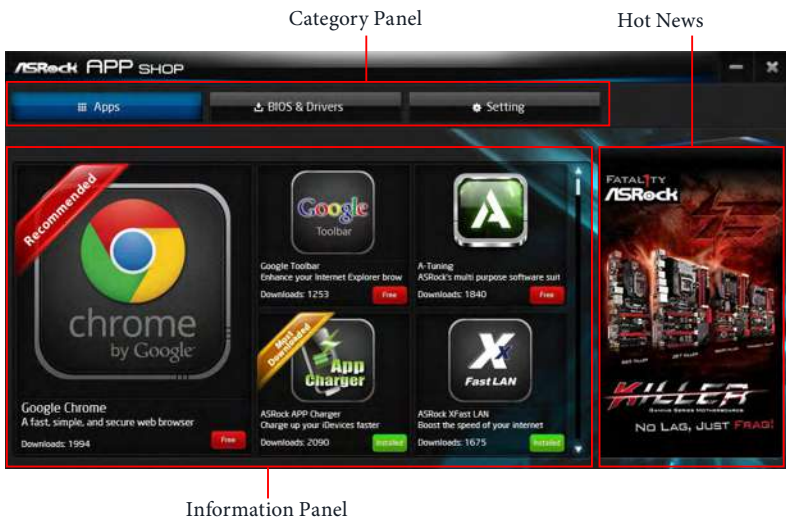 Category Panel
Hot News
ASRock APP SHOP
Apps
BIOS & Drivers
Setting
Recommended
chrome
by Google
Google Chrome
A fast, simple, and secure web browser
Downloads: 1994
Free
Google
Toolbar
Google Toolbar
Enhance your Internet Explorer brow
Downloads: 1253
Free
A
A-Tuning
ASRock's multi purpose software suit
Downloads: 1840
Free
Most
Downloaded
App
Charger
ASRock APP Charger
Charge up your iDevices faster
Downloads: 2090
Installed
X
Fast LAN
ASRock XFast LAN
Boost the speed of your internet
Downloads: 1675
Installed
FATAL1TY
ASRock
KILLER
GAMING SERIES MOTHERBOARDS
NO LAG, JUST FRAG!
Information Panel